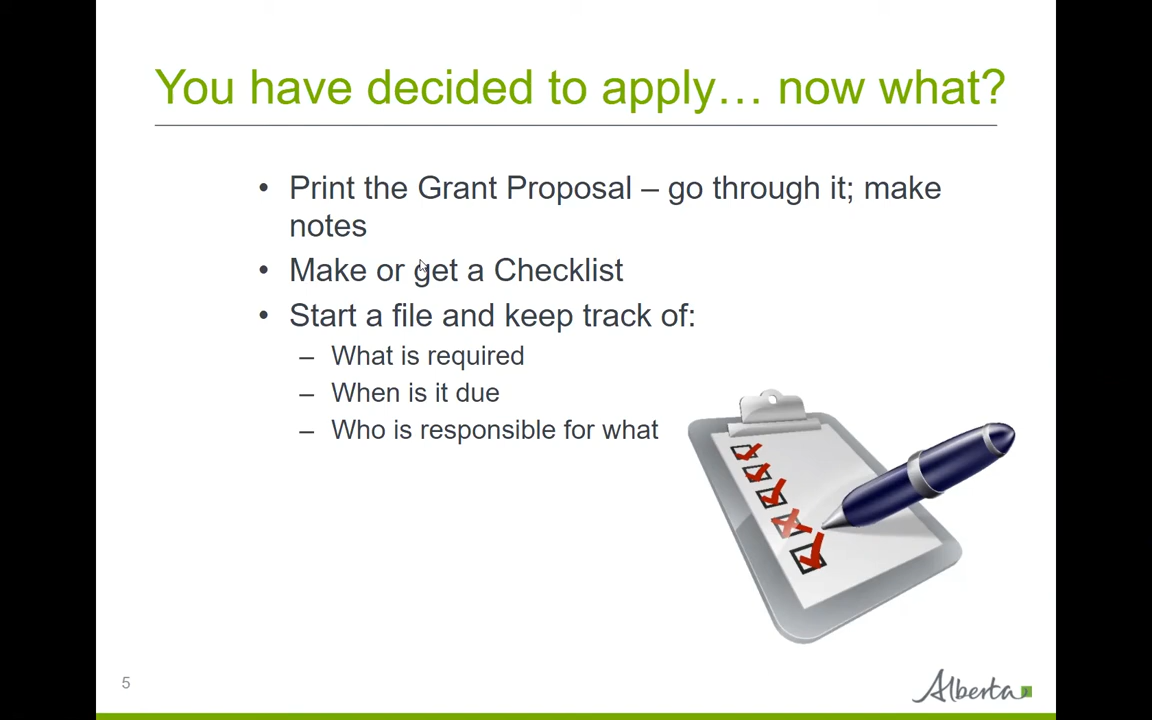 You have decided to apply… now what?
• Print the Grant Proposal – go through it; make
notes
• Make or get a Checklist
• Start a file and keep track of:
– What is required
– When is it due
– Who is responsible for what
5
Alberta